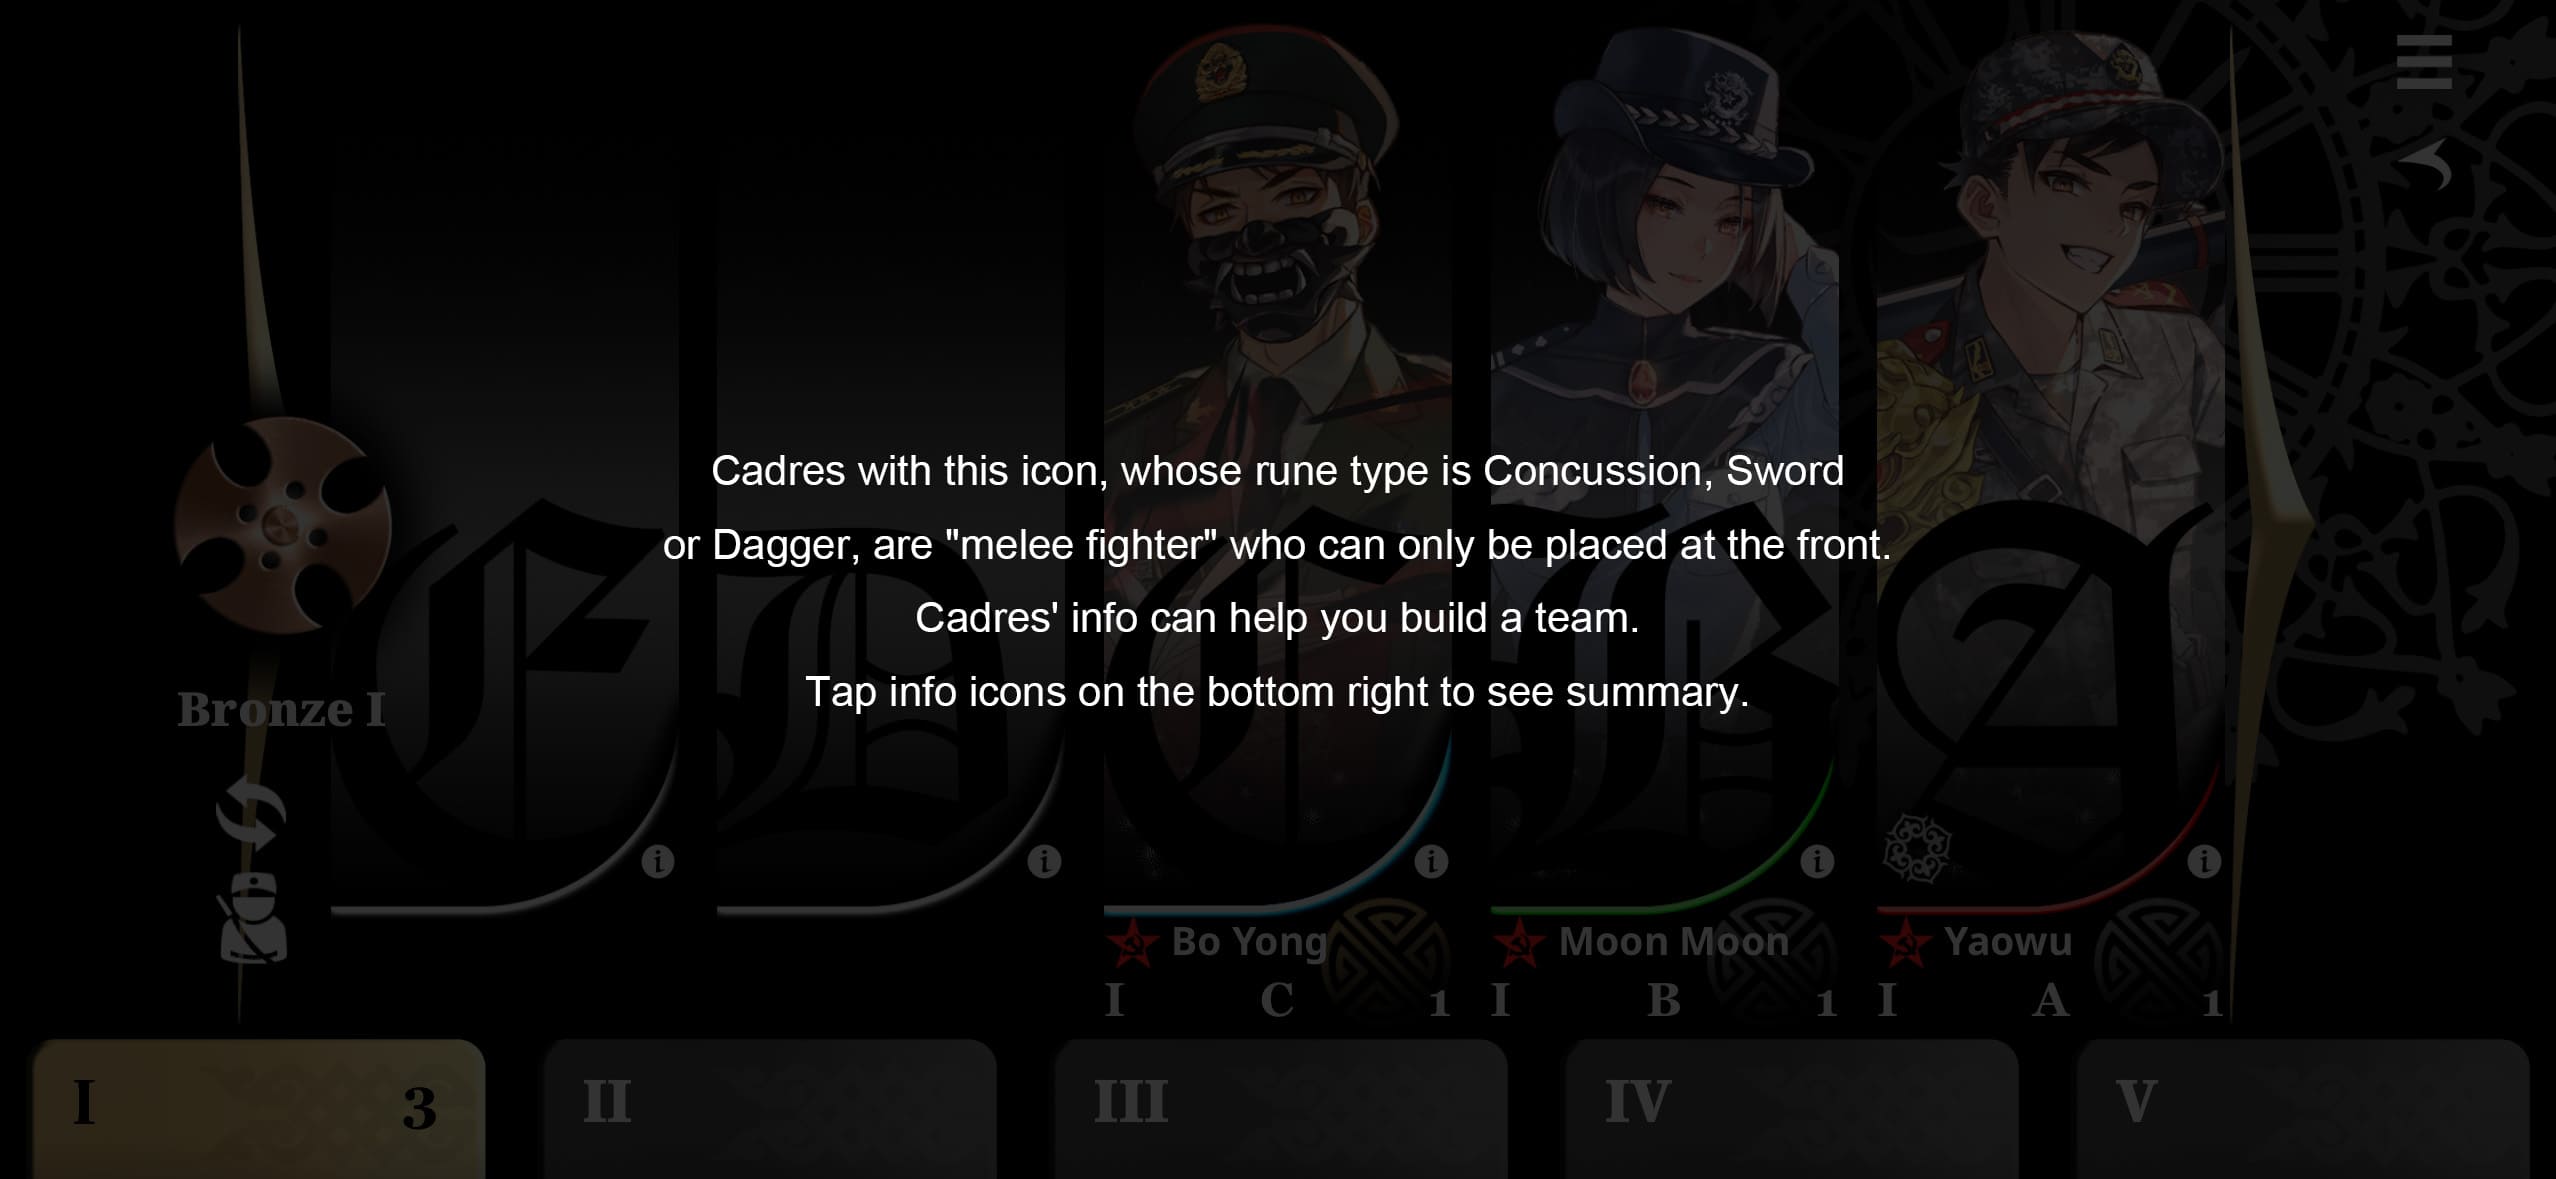 Cadres with this icon, whose rune type is Concussion, Sword
or Dagger, are "melee fighter" who can only be placed at the front.
Cadres' info can help you build a team.
Tap info icons on the bottom right to see summary.
Bronze I
E D C B A
i i i i i
Bo Yong Moon Moon Yaowu
I C 1 I B 1 I A 1
I 3 II III IV V